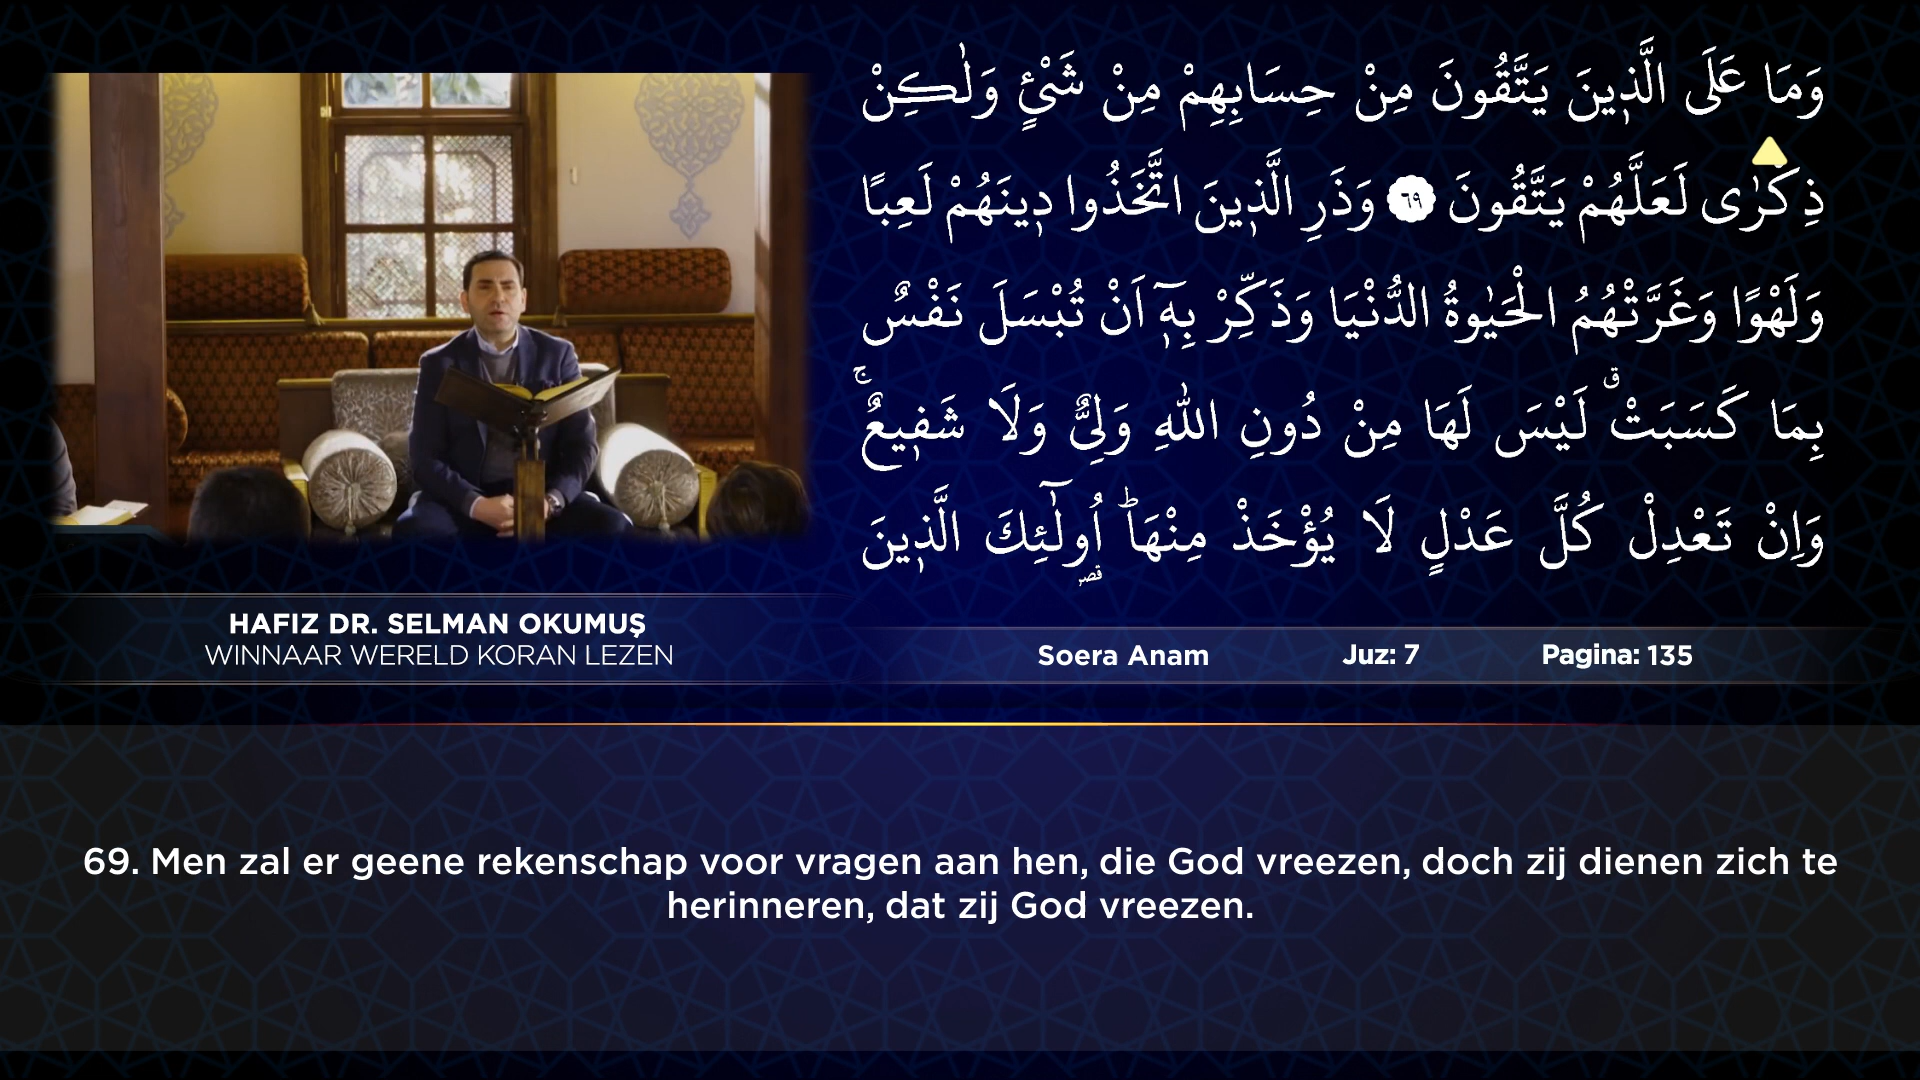 وَمَا عَلَى الَّذ۪ينَ يَتَّقُونَ مِنْ حِسَابِهِمْ مِنْ شَيْءٍ وَلٰكِنْ
ذِكْرٰى لَعَلَّهُمْ يَتَّقُونَ ٦٩ وَذَرِ الَّذ۪ينَ اتَّخَذُوا د۪ينَهُمْ لَعِبًا
وَلَهْوًا وَغَرَّتْهُمُ الْحَيٰوةُ الدُّنْيَا وَذَكِّرْ بِه۪ٓ اَنْ تُبْسَلَ نَفْسٌ
بِمَا كَسَبَتْۗ لَيْسَ لَهَا مِنْ دُونِ اللّٰهِ وَلِيٌّ وَلَا شَف۪يعٌۚ
وَاِنْ تَعْدِلْ كُلَّ عَدْلٍ لَا يُؤْخَذْ مِنْهَاۜ اُو۬لٰٓئِكَ الَّذ۪ينَ
HAFIZ DR. SELMAN OKUMUŞ
WINNAAR WERELD KORAN LEZEN
Soera Anam Juz: 7 Pagina: 135
69. Men zal er geene rekenschap voor vragen aan hen, die God vreezen, doch zij dienen zich te
herinneren, dat zij God vreezen.